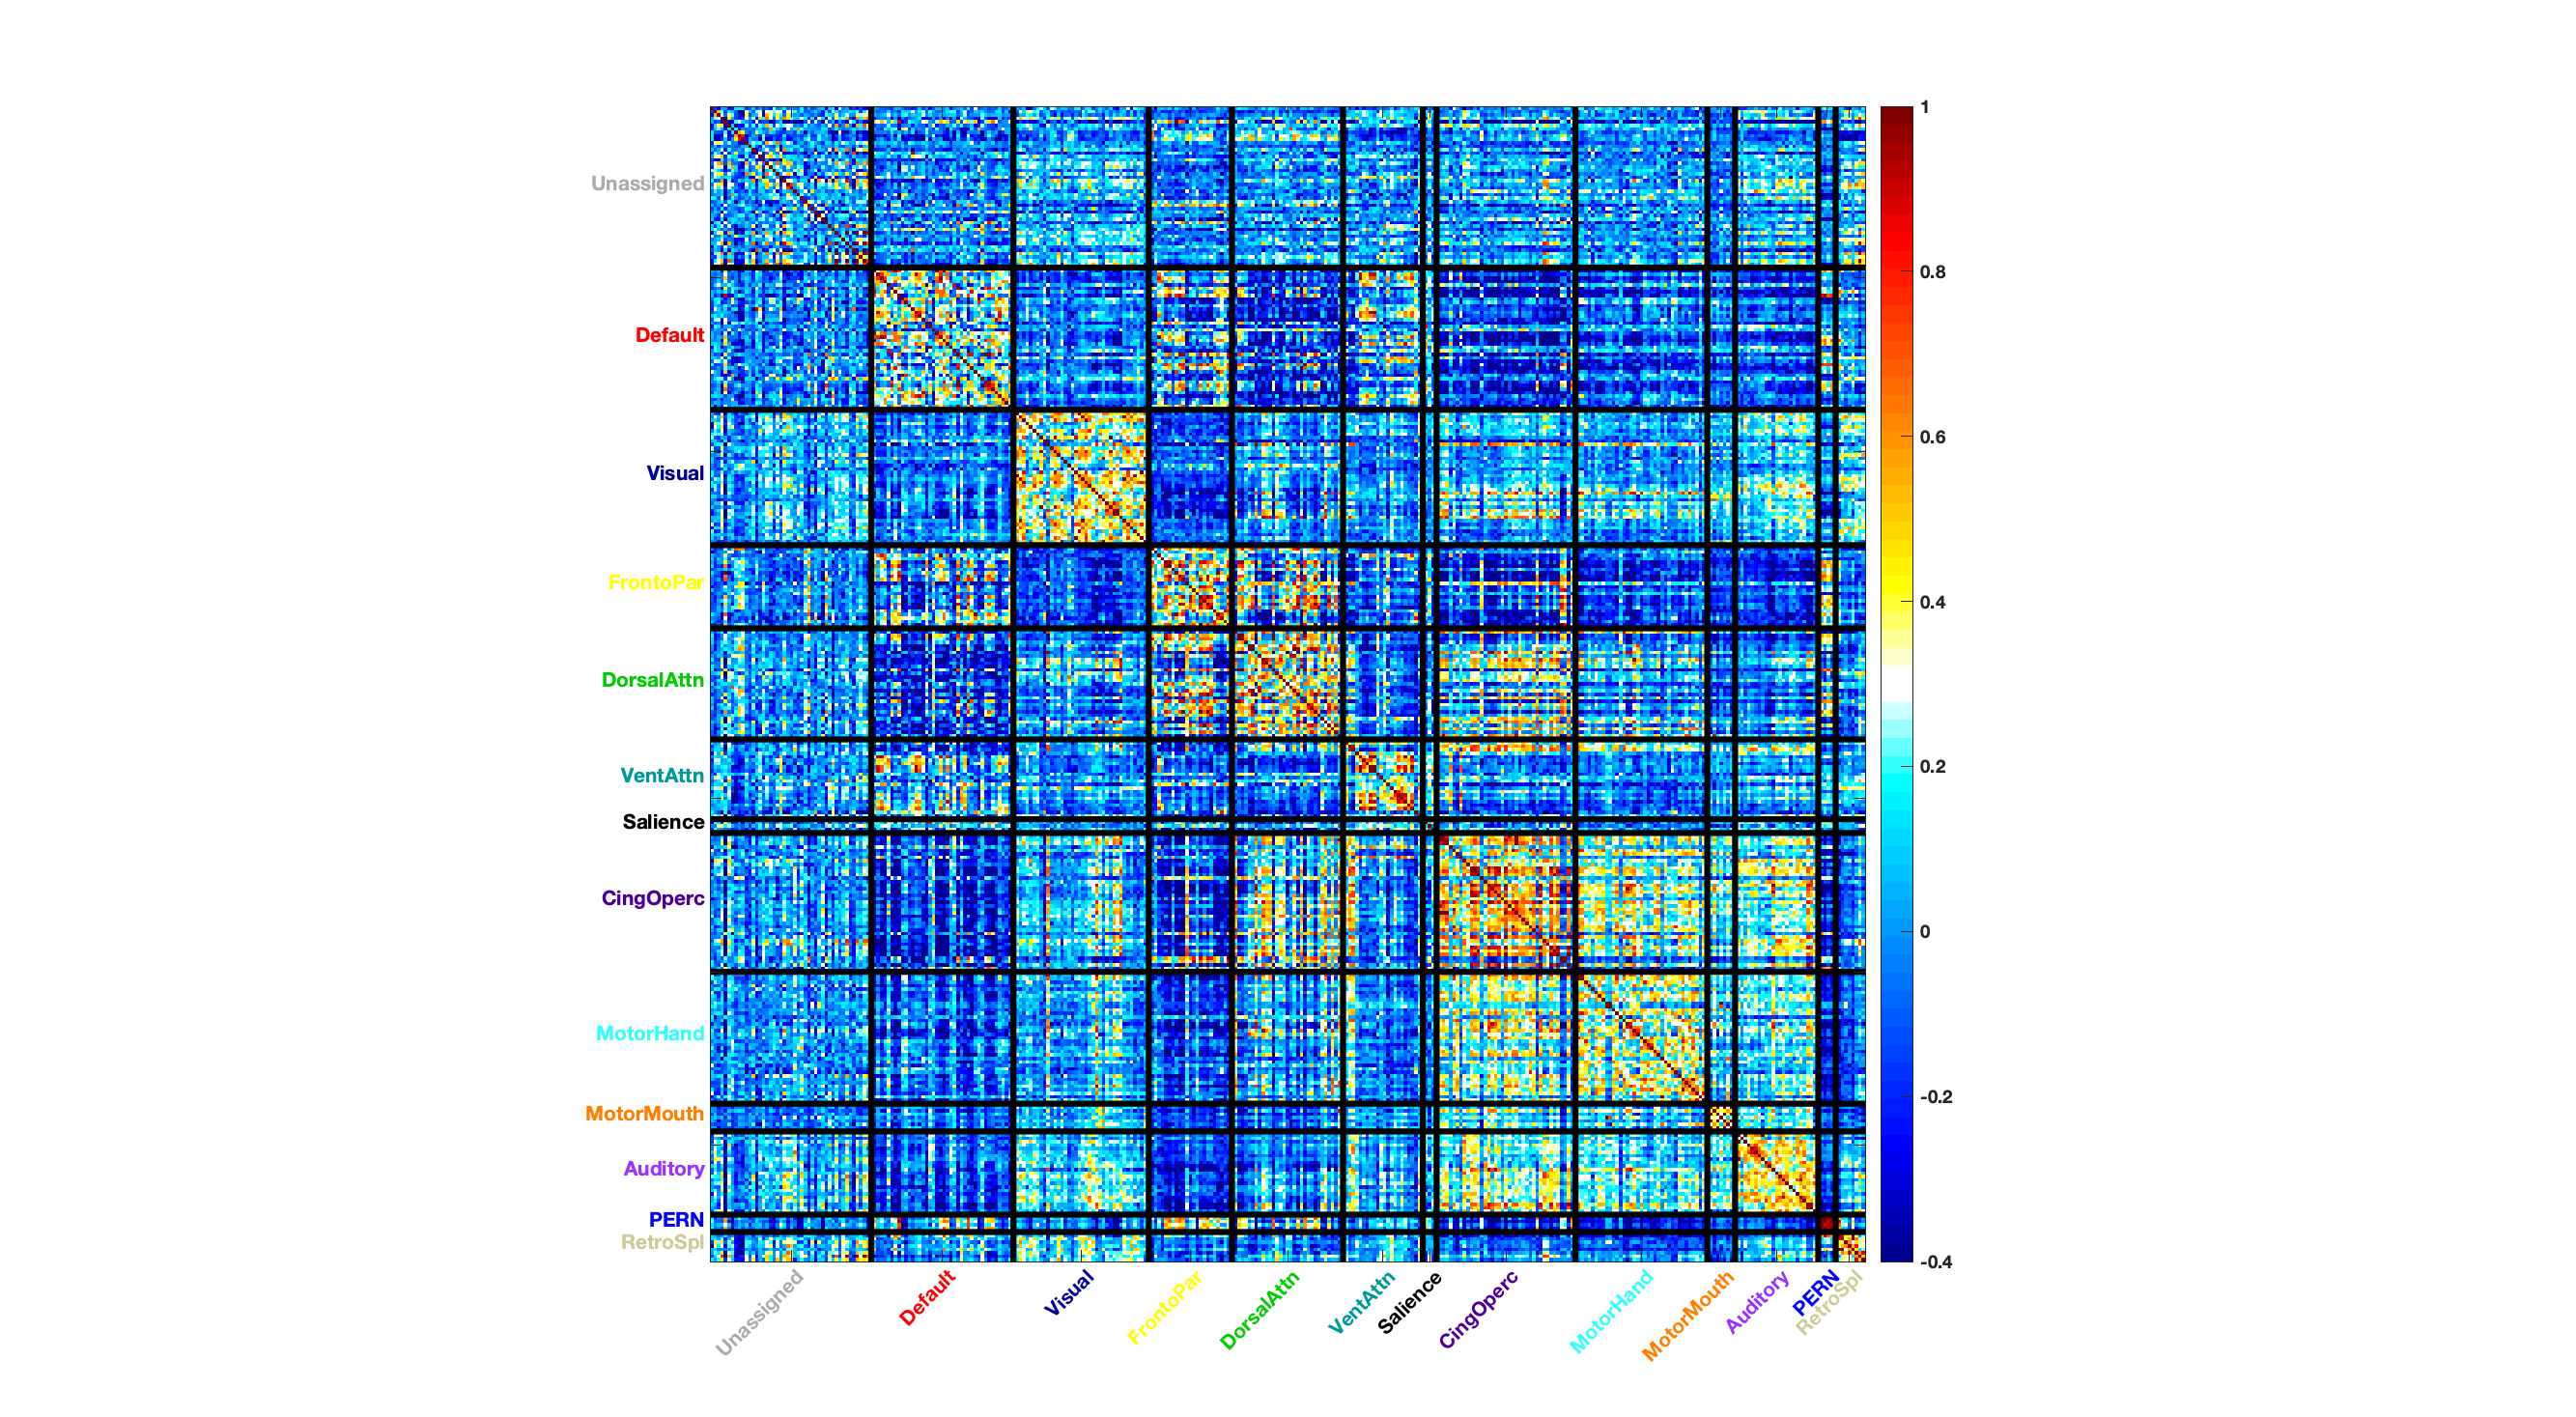 Unassigned
Default
Visual
FrontoPar
DorsalAttn
VentAttn
Salience
CingOperc
MotorHand
MotorMouth
Auditory
PERN
RetroSpl
Unassigned
Default
Visual
FrontoPar
DorsalAttn
VentAttn
Salience
CingOperc
MotorHand
MotorMouth
Auditory
PERN
RetroSpl
1
0.8
0.6
0.4
0.2
0
-0.2
-0.4